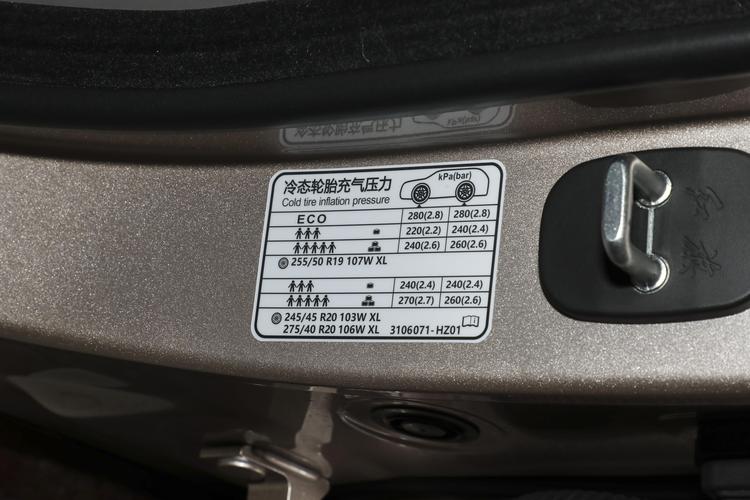 冷态轮胎充气压力
kPa(bar)
Cold tire inflation pressure
ECO 280(2.8) 280(2.8)
220(2.2) 240(2.4)
240(2.6) 260(2.6)
255/50 R19 107W XL
240(2.4) 240(2.4)
270(2.7) 260(2.6)
245/45 R20 103W XL
275/40 R20 106W XL 3106071-HZ01
红旗